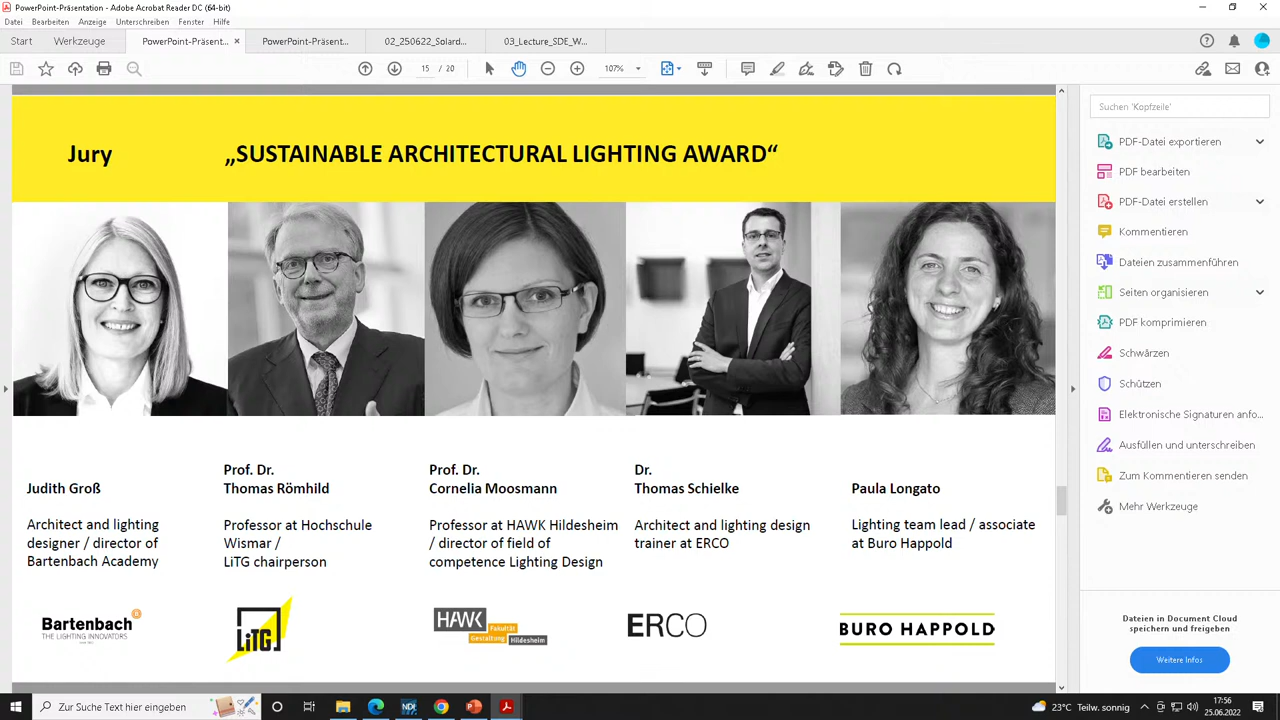 PowerPoint-Präsentation - Adobe Acrobat Reader DC (64-bit)
Datei Bearbeiten Anzeige Unterschreiben Fenster Hilfe
Start Werkzeuge PowerPoint-Präsent... × PowerPoint-Präsent... 02_250622_Solard... 03_Lecture_SDE_W...
15 / 20 107%
Jury „SUSTAINABLE ARCHITECTURAL LIGHTING AWARD“
Judith Groß
Architect and lighting
designer / director of
Bartenbach Academy
Bartenbach
THE LIGHTING INNOVATORS
Prof. Dr.
Thomas Römhild
Professor at Hochschule
Wismar /
LiTG chairperson
LiTG
Prof. Dr.
Cornelia Moosmann
Professor at HAWK Hildesheim
/ director of field of
competence Lighting Design
HAWK
Fakultät
Gestaltung
Hildesheim
Dr.
Thomas Schielke
Architect and lighting design
trainer at ERCO
ERCO
Paula Longato
Lighting team lead / associate
at Buro Happold
BURO HAPPOLD
Suchen 'Kopfzeile'
PDF-Datei exportieren
PDF bearbeiten
PDF-Datei erstellen
Kommentieren
Dateien zusammenführen
Seiten organisieren
PDF komprimieren
Schwärzen
Schützen
Elektronische Signaturen anfo...
Ausfüllen und unterschreiben
Zum Kommentieren senden
Mehr Werkzeuge
Dateien in Document Cloud
speichern und freigeben
Weitere Infos
Zur Suche Text hier eingeben
NDI
23°C Teilw. sonnig
17:56
25.06.2022